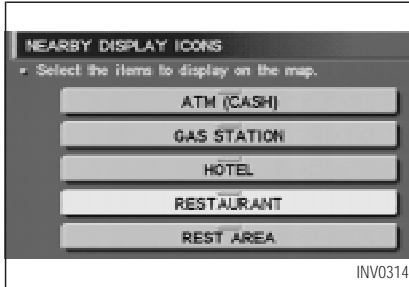 NEARBY DISPLAY ICONS
Select the items to display on the map.
ATM (CASH)
GAS STATION
HOTEL
RESTAURANT
REST AREA
INV0314